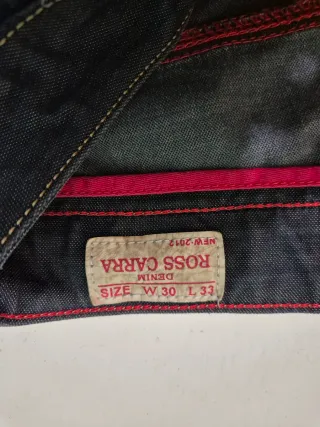 NEW-2012
ROSS CARRA
DENIM
SIZE W 30 L 33